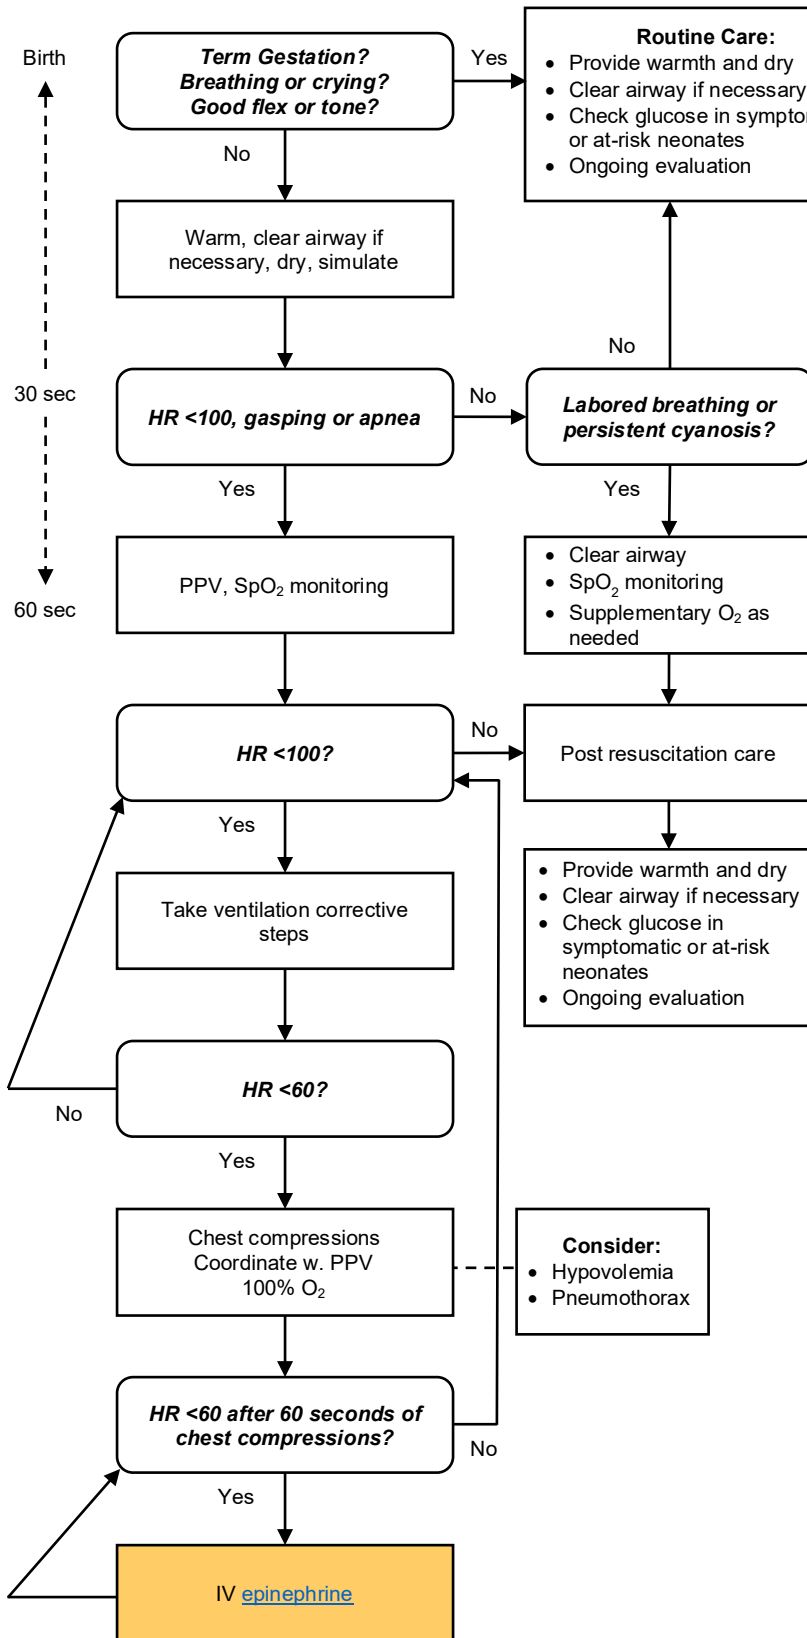 Birth
Term Gestation?
Breathing or crying?
Good flex or tone?
Yes
Routine Care:
• Provide warmth and dry
• Clear airway if necessary
• Check glucose in
or at-risk neonates
• Ongoing evaluation
No
Warm, clear airway if
necessary, dry, simulate
No
30 sec
HR <100, gasping or apnea
No
Labored breathing or
persistent cyanosis?
Yes
Yes
60 sec
PPV, SpO₂ monitoring
• Clear airway
• SpO₂ monitoring
• Supplementary O₂ as
needed
HR <100?
No
Post resuscitation care
Yes
Take ventilation corrective
steps
• Provide warmth and dry
• Clear airway if necessary
• Check glucose in
symptomatic or at-risk
neonates
• Ongoing evaluation
HR <60?
No
Yes
Chest compressions
Coordinate w. PPV
100% O₂
Consider:
• Hypovolemia
• Pneumothorax
HR <60 after 60 seconds of
chest compressions?
No
Yes
IV epinephrine